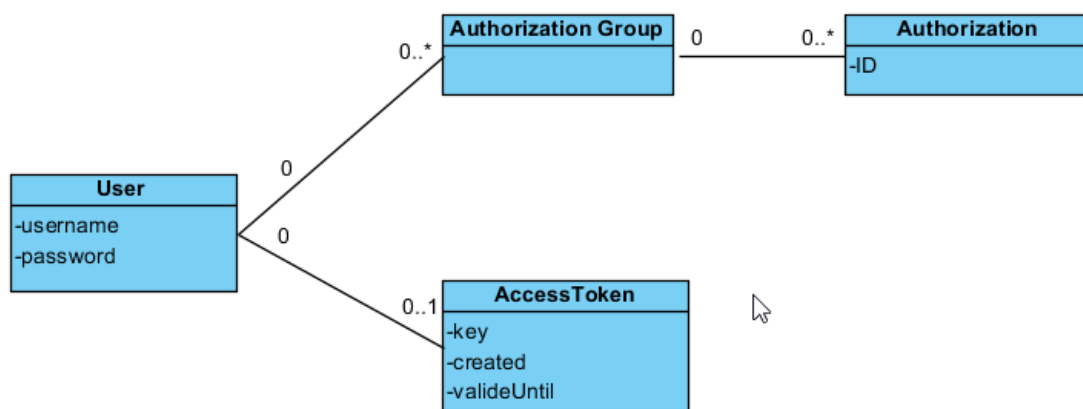 Authorization Group
0..*
0
0..*
Authorization
-ID
0
User
-username
-password
0
0..1
AccessToken
-key
-created
-valideUntil